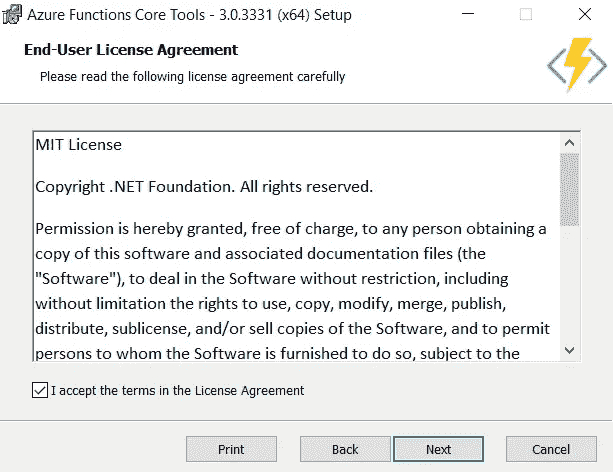 Azure Functions Core Tools - 3.0.3331 (x64) Setup
End-User License Agreement
Please read the following license agreement carefully
MIT License
Copyright .NET Foundation. All rights reserved.
Permission is hereby granted, free of charge, to any person obtaining a
copy of this software and associated documentation files (the
"Software"), to deal in the Software without restriction, including
without limitation the rights to use, copy, modify, merge, publish,
distribute, sublicense, and/or sell copies of the Software, and to permit
persons to whom the Software is furnished to do so, subject to the
I accept the terms in the License Agreement
Print Back Next Cancel